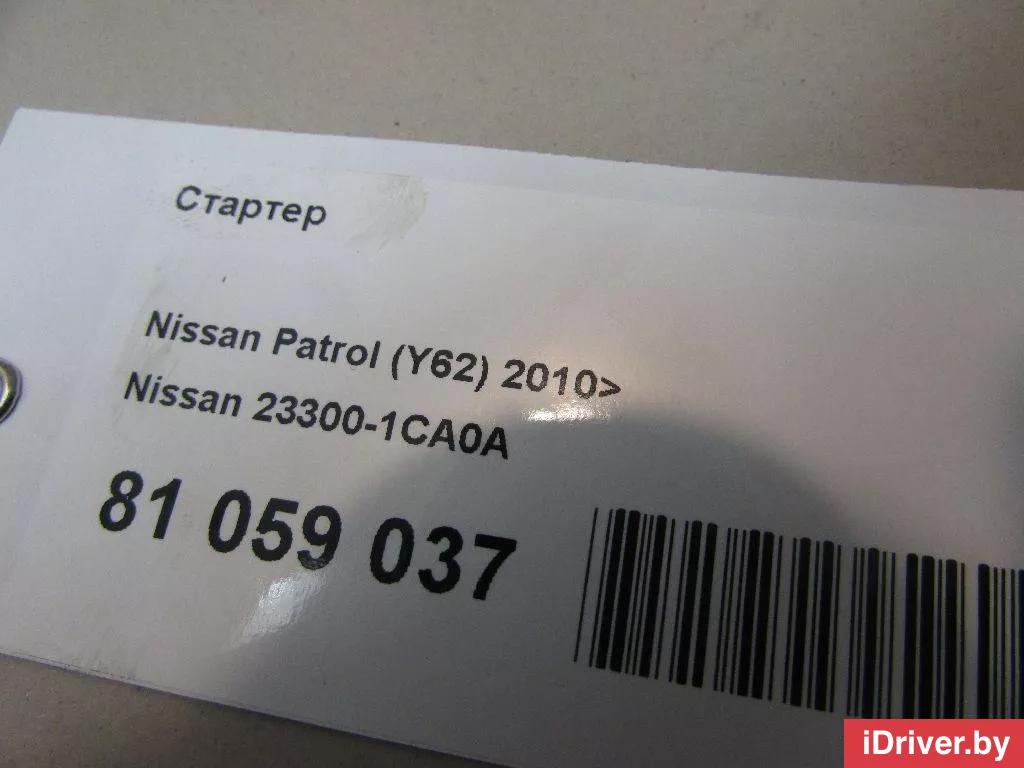 Стартер
Nissan Patrol (Y62) 2010>
Nissan 23300-1CA0A
81 059 037
iDriver.by